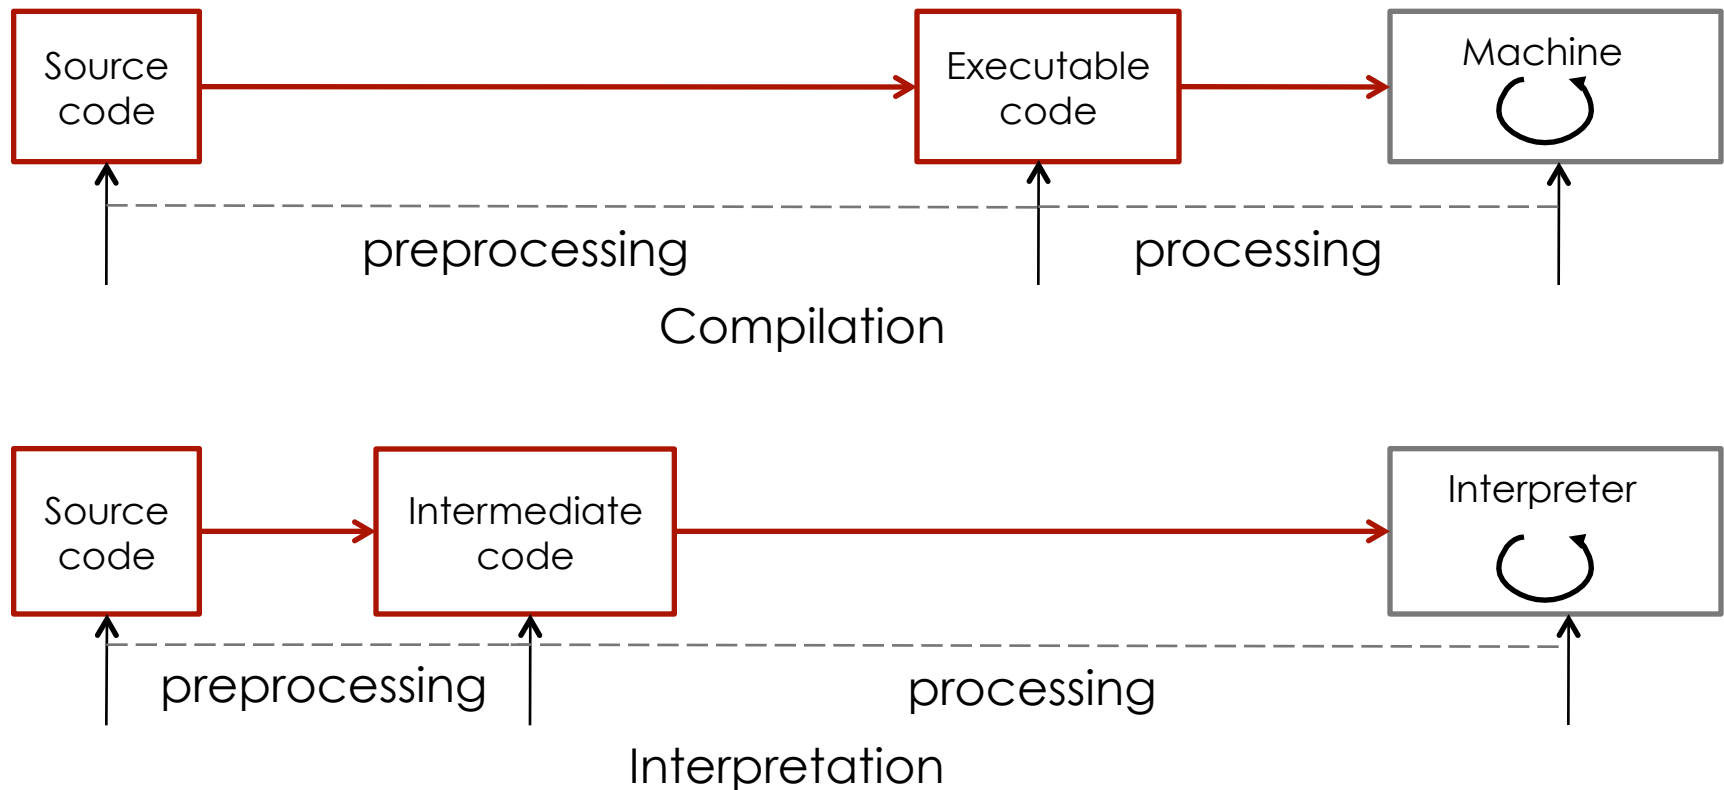 Source
code
Executable
code
Machine
preprocessing
processing
Compilation
Source
code
Intermediate
code
Interpreter
preprocessing
processing
Interpretation